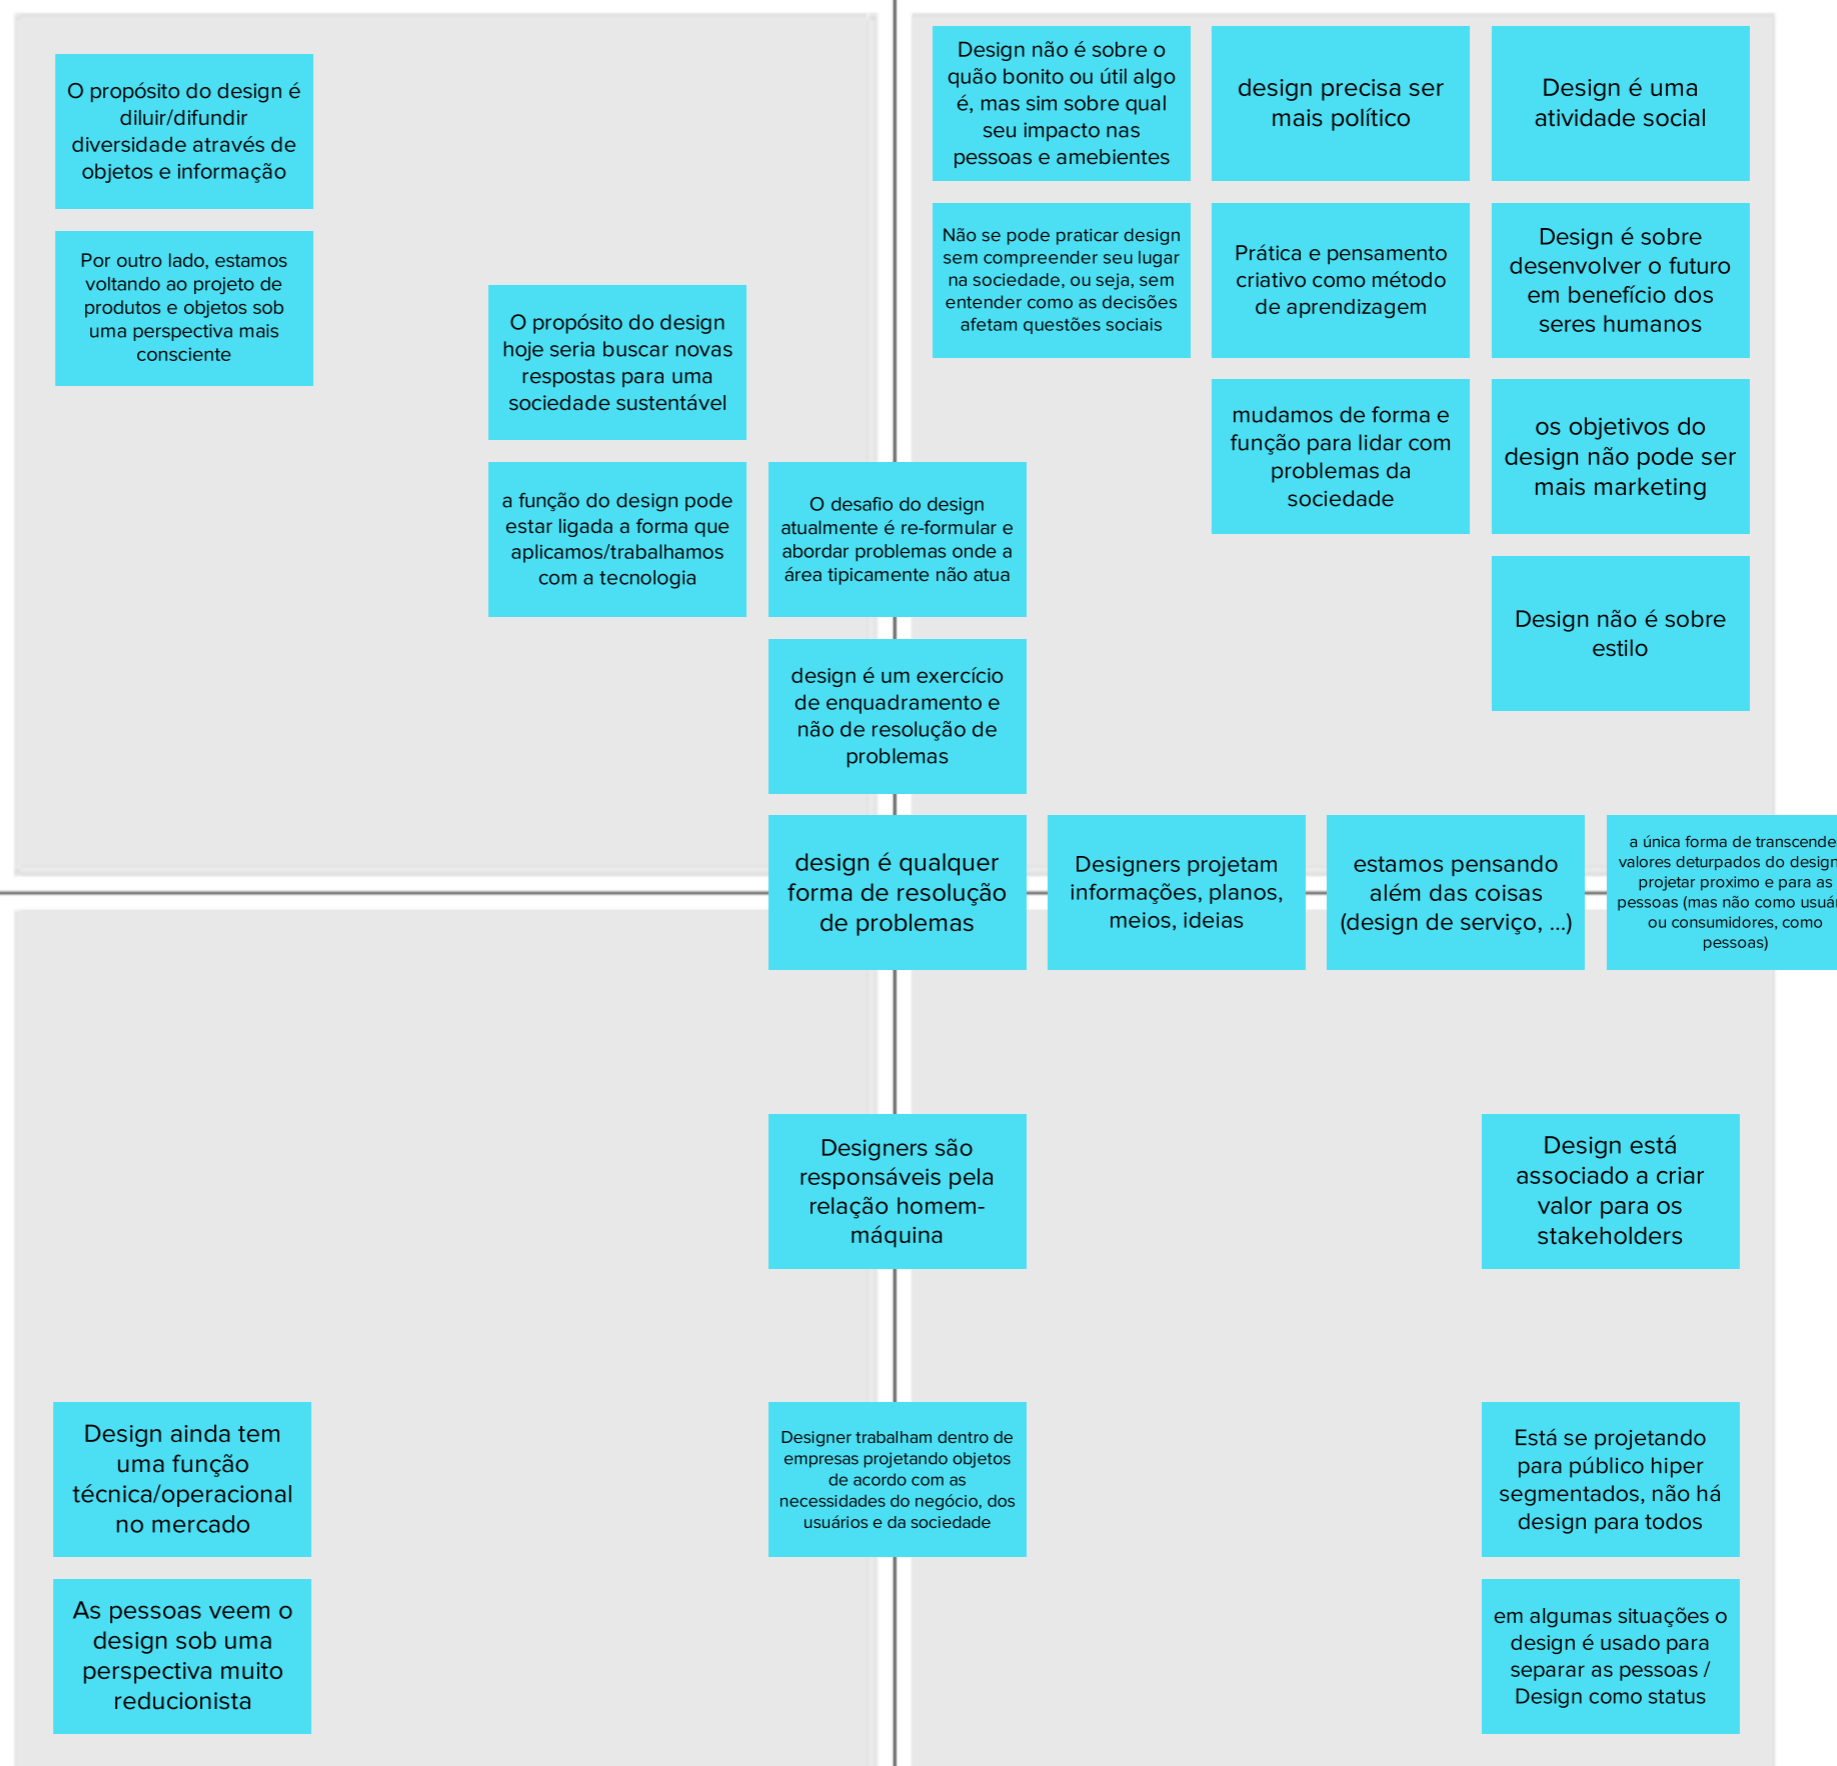 O propósito do design é
diluir/difundir
diversidade através de
objetos e informação
Por outro lado, estamos
voltando ao projeto de
produtos e objetos sob
uma perspectiva mais
consciente
O propósito do design
hoje seria buscar novas
respostas para uma
sociedade sustentável
a função do design pode
estar ligada a forma que
aplicamos/trabalhamos
com a tecnologia
O desafio do design
atualmente é re-formular e
abordar problemas onde a
área tipicamente não atua
design é um exercício
de enquadramento e
não de resolução de
problemas
Design não é sobre o
quão bonito ou útil algo
é, mas sim sobre qual
seu impacto nas
pessoas e amebientes
design precisa ser
mais político
Design é uma
atividade social
Não se pode praticar design
sem compreender seu lugar
na sociedade, ou seja, sem
entender como as decisões
afetam questões sociais
Prática e pensamento
criativo como método
de aprendizagem
Design é sobre
desenvolver o futuro
em benefício dos
seres humanos
mudamos de forma e
função para lidar com
problemas da
sociedade
os objetivos do
design não pode ser
mais marketing
Design não é sobre
estilo
design é qualquer
forma de resolução
de problemas
Designers projetam
informações, planos,
meios, ideias
estamos pensando
além das coisas
(design de serviço, ...)
a única forma de
valores deturpados do design
projetar proximo e para as
pessoas (mas não como
ou consumidores, como
pessoas)
Designers são
responsáveis pela
relação homem-
máquina
Design está
associado a criar
valor para os
stakeholders
Design ainda tem
uma função
técnica/operacional
no mercado
As pessoas veem o
design sob uma
perspectiva muito
reducionista
Designer trabalham dentro de
empresas projetando objetos
de acordo com as
necessidades do negócio, dos
usuários e da sociedade
Está se projetando
para público hiper
segmentados, não há
design para todos
em algumas situações o
design é usado para
separar as pessoas /
Design como status